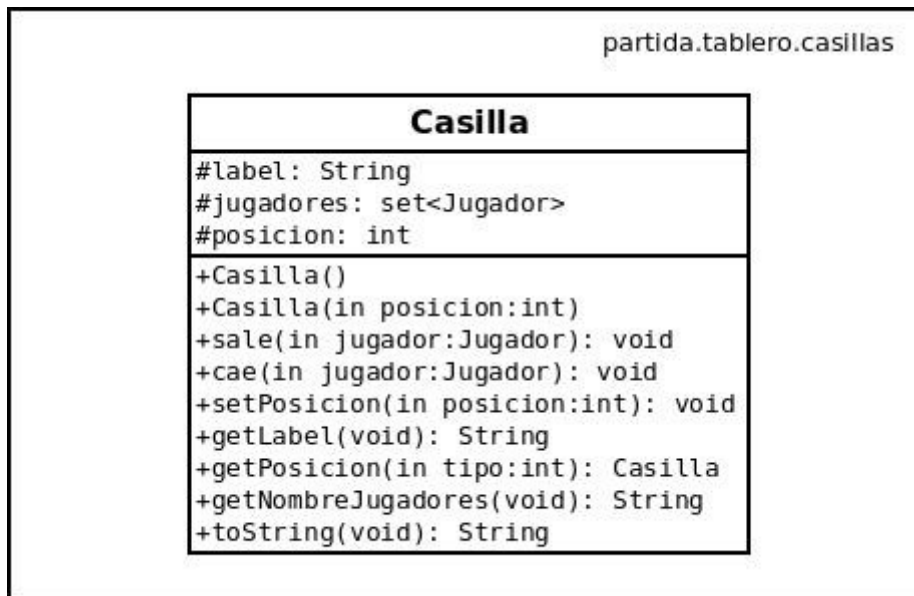 partida.tablero.casillas
Casilla
#label: String
#jugadores: set<Jugador>
#posicion: int
+Casilla()
+Casilla(in posicion:int)
+sale(in jugador:Jugador): void
+cae(in jugador:Jugador): void
+setPosicion(in posicion:int): void
+getLabel(void): String
+getPosicion(in tipo:int): Casilla
+getNombreJugadores(void): String
+toString(void): String